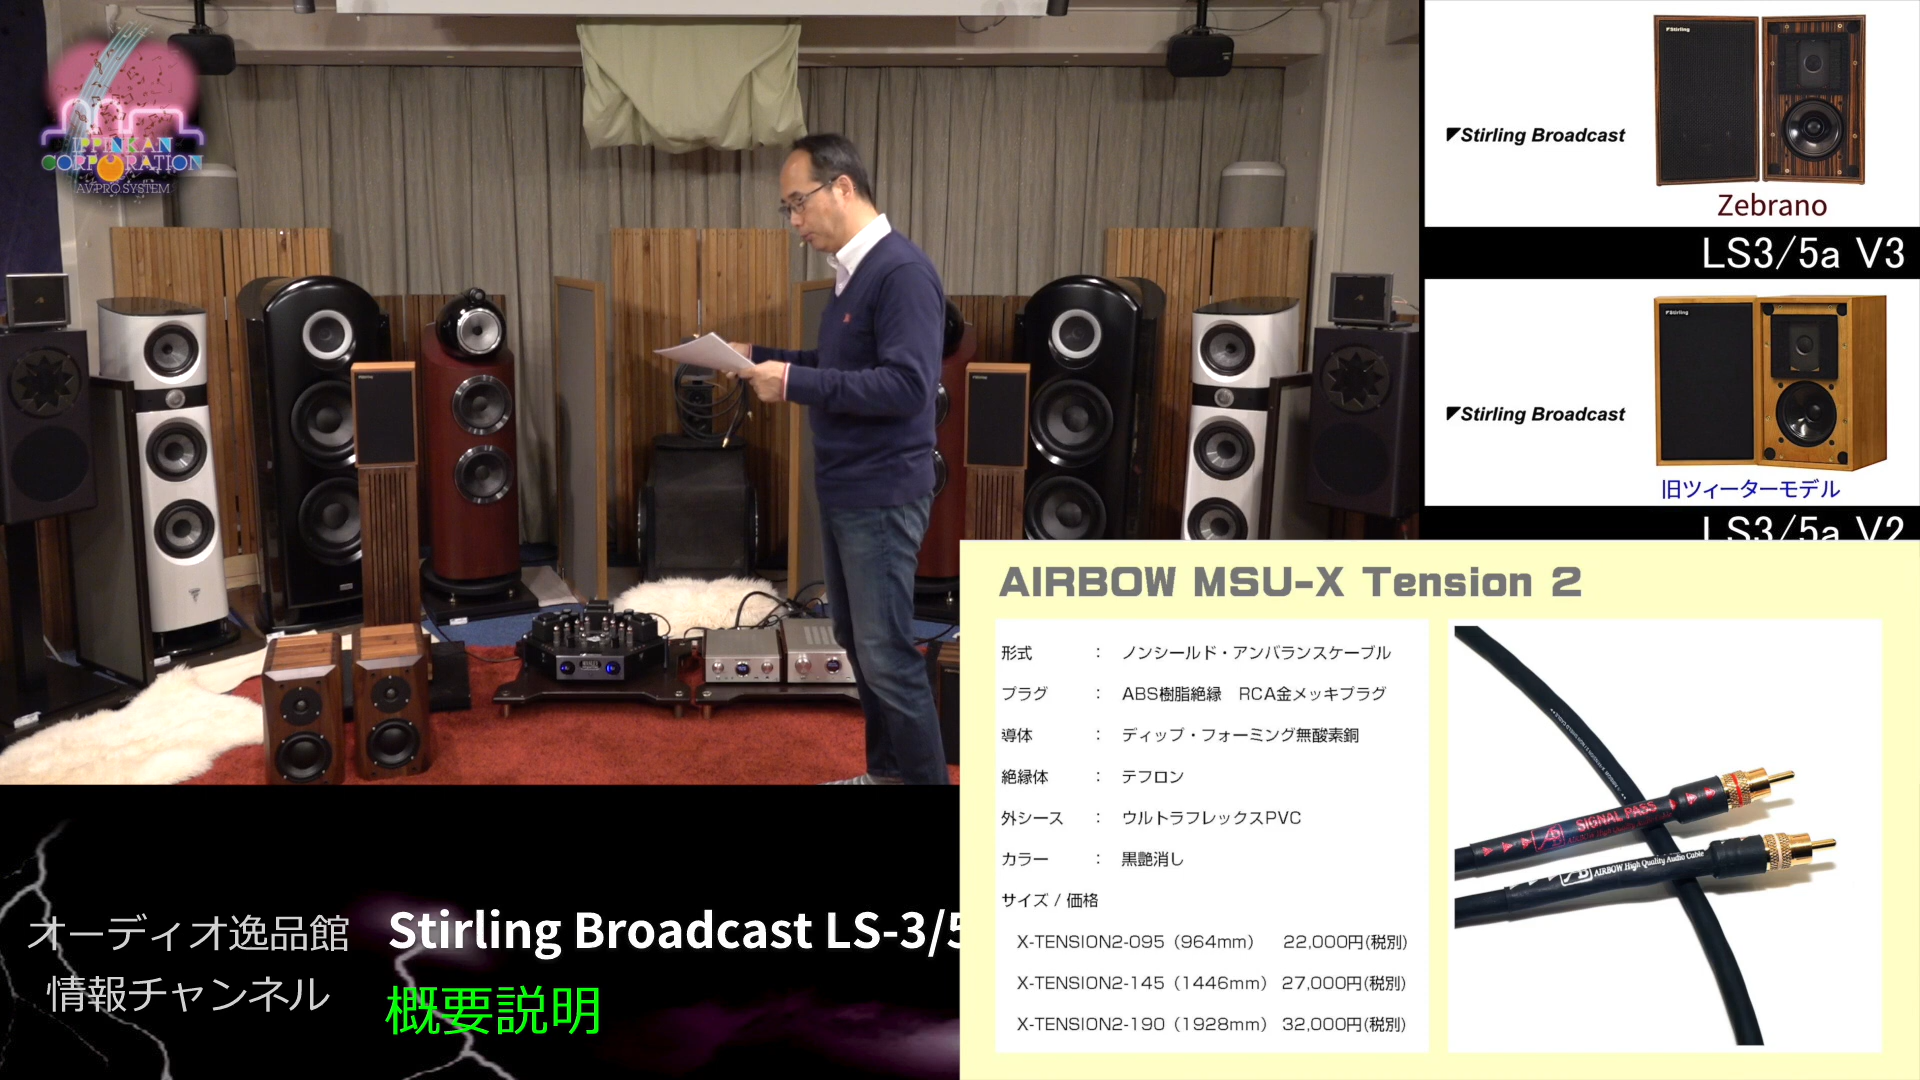 IPPINKAN
CORPORATION
AV-PRO SYSTEM
Stirling
Stirling Broadcast
Zebrano
LS3/5a V3
Stirling
Stirling Broadcast
旧ツィーターモデル
LS3/5a V2
AIRBOW MSU-X Tension 2
形式 : ノンシールド・アンバランスケーブル
プラグ : ABS樹脂絶縁 RCA金メッキプラグ
導体 : ディップ・フォーミング無酸素銅
絶縁体 : テフロン
外シース : ウルトラフレックスPVC
カラー : 黒艶消し
サイズ / 価格
X-TENSION2-095（964mm） 22,000円(税別)
X-TENSION2-145（1446mm） 27,000円(税別)
X-TENSION2-190（1928mm） 32,000円(税別)
SIGNAL PASS
AIRBOW High Quality Audio Cable
オーディオ逸品館
情報チャンネル
Stirling Broadcast LS-3/5
概要説明